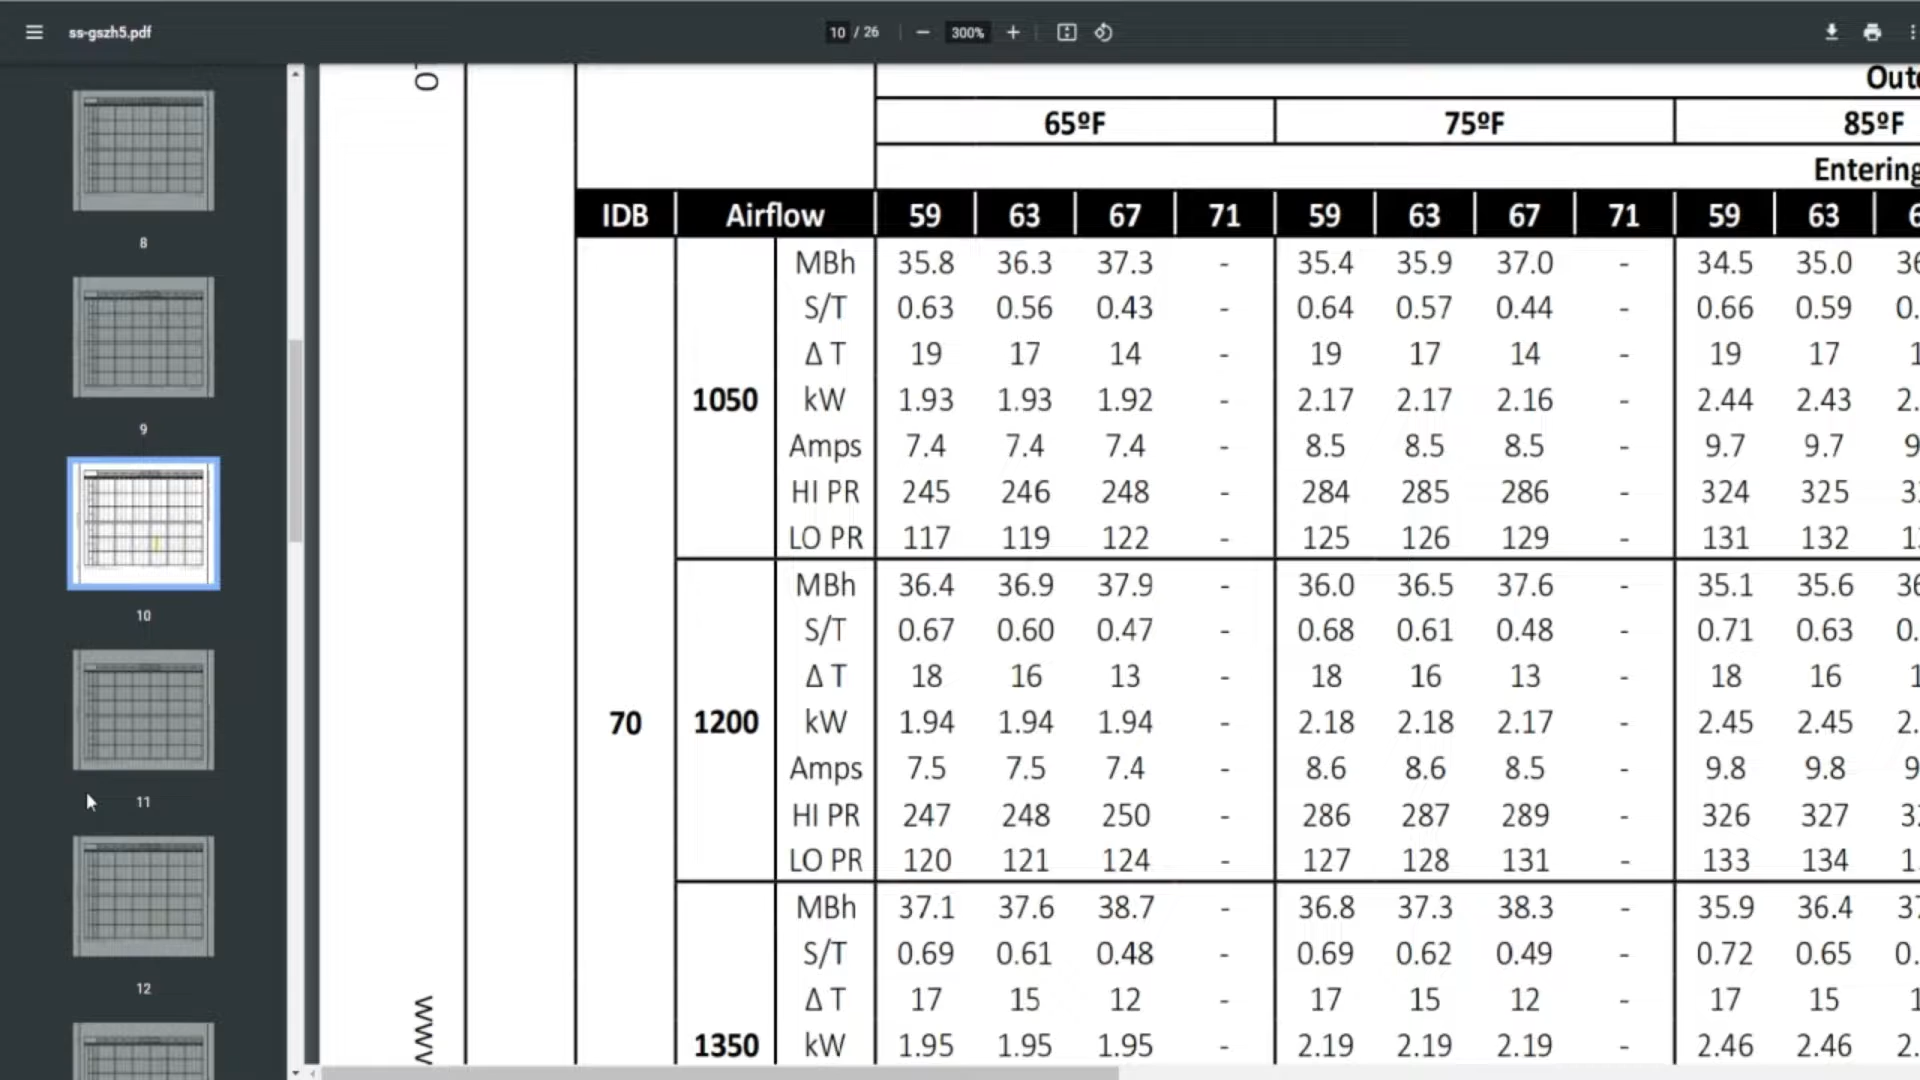 ss-gszh5.pdf
10 / 26
300%
8
9
10
11
12
Out
65ºF 75ºF 85ºF
Entering
IDB Airflow 59 63 67 71 59 63 67 71 59 63
MBh 35.8 36.3 37.3 - 35.4 35.9 37.0 - 34.5 35.0
S/T 0.63 0.56 0.43 - 0.64 0.57 0.44 - 0.66 0.59
Δ T 19 17 14 - 19 17 14 - 19 17
1050 kW 1.93 1.93 1.92 - 2.17 2.17 2.16 - 2.44 2.43
Amps 7.4 7.4 7.4 - 8.5 8.5 8.5 - 9.7 9.7
HI PR 245 246 248 - 284 285 286 - 324 325
LO PR 117 119 122 - 125 126 129 - 131 132
MBh 36.4 36.9 37.9 - 36.0 36.5 37.6 - 35.1 35.6
S/T 0.67 0.60 0.47 - 0.68 0.61 0.48 - 0.71 0.63
Δ T 18 16 13 - 18 16 13 - 18 16
70 1200 kW 1.94 1.94 1.94 - 2.18 2.18 2.17 - 2.45 2.45
Amps 7.5 7.5 7.4 - 8.6 8.6 8.5 - 9.8 9.8
HI PR 247 248 250 - 286 287 289 - 326 327
LO PR 120 121 124 - 127 128 131 - 133 134
MBh 37.1 37.6 38.7 - 36.8 37.3 38.3 - 35.9 36.4
S/T 0.69 0.61 0.48 - 0.69 0.62 0.49 - 0.72 0.65
Δ T 17 15 12 - 17 15 12 - 17 15
1350 kW 1.95 1.95 1.95 - 2.19 2.19 2.19 - 2.46 2.46